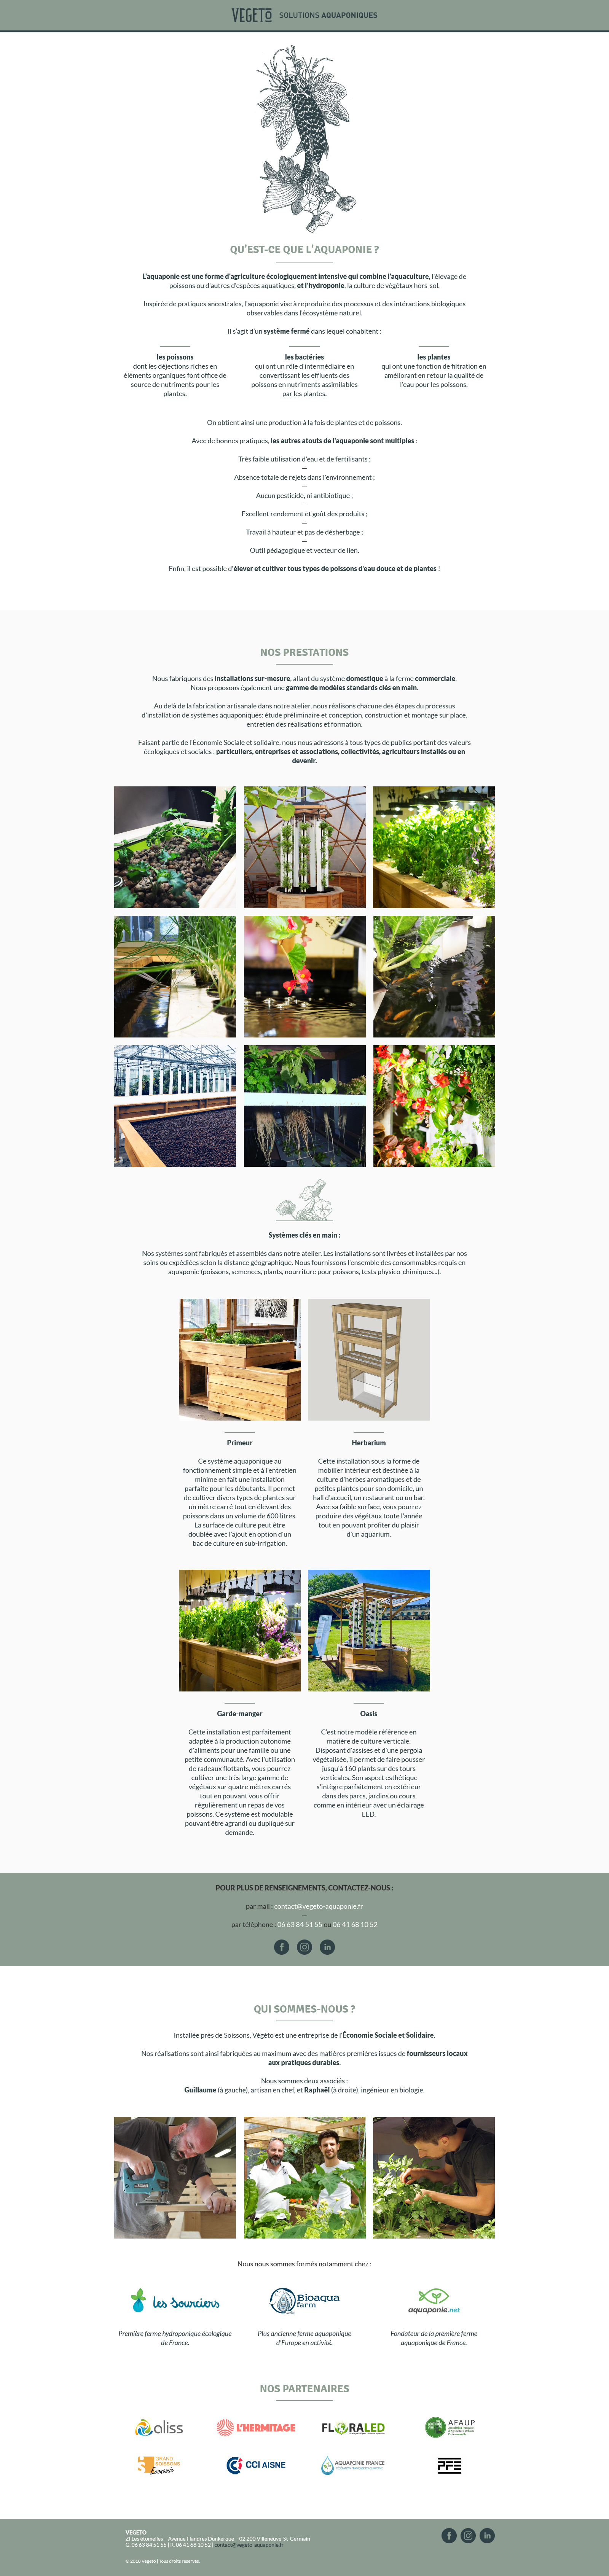 VEGETO SOLUTIONS AQUAPONIQUES
QU'EST-CE QUE L'AQUAPONIE ?
L'aquaponie est une forme d'agriculture écologiquement intensive qui combine l'aquaculture, l'élevage de
poissons ou d'autres d'espèces aquatiques, et l'hydroponie, la culture de végétaux hors-sol.
Inspirée de pratiques ancestrales, l'aquaponie vise à reproduire des processus et des intéractions biologiques
observables dans l'écosystème naturel.
Il s'agit d'un système fermé dans lequel cohabitent :
les poissons
dont les déjections riches en
éléments organiques font office de
source de nutriments pour les
plantes.
les bactéries
qui ont un rôle d'intermédiaire en
convertissant les effluents des
poissons en nutriments assimilables
par les plantes.
les plantes
qui ont une fonction de filtration en
améliorant en retour la qualité de
l'eau pour les poissons.
On obtient ainsi une production à la fois de plantes et de poissons.
Avec de bonnes pratiques, les autres atouts de l'aquaponie sont multiples :
Très faible utilisation d'eau et de fertilisants ;
—
Absence totale de rejets dans l'environnement ;
—
Aucun pesticide, ni antibiotique ;
—
Excellent rendement et goût des produits ;
—
Travail à hauteur et pas de désherbage ;
—
Outil pédagogique et vecteur de lien.
Enfin, il est possible d'élever et cultiver tous types de poissons d'eau douce et de plantes !
NOS PRESTATIONS
Nous fabriquons des installations sur-mesure, allant du système domestique à la ferme commerciale.
Nous proposons également une gamme de modèles standards clés en main.
Au delà de la fabrication artisanale dans notre atelier, nous réalisons chacune des étapes du processus
d'installation de systèmes aquaponiques: étude préliminaire et conception, construction et montage sur place,
entretien des réalisations et formation.
Faisant partie de l'Économie Sociale et solidaire, nous nous adressons à tous types de publics portant des valeurs
écologiques et sociales : particuliers, entreprises et associations, collectivités, agriculteurs installés ou en
devenir.
Systèmes clés en main :
Nos systèmes sont fabriqués et assemblés dans notre atelier. Les installations sont livrées et installées par nos
soins ou expédiées selon la distance géographique. Nous fournissons l'ensemble des consommables requis en
aquaponie (poissons, semences, plants, nourriture pour poissons, tests physico-chimiques...).
Primeur
Ce système aquaponique au
fonctionnement simple et à l'entretien
minime en fait une installation
parfaite pour les débutants. Il permet
de cultiver divers types de plantes sur
un mètre carré tout en élevant des
poissons dans un volume de 600 litres.
La surface de culture peut être
doublée avec l'ajout en option d'un
bac de culture en sub-irrigation.
Herbarium
Cette installation sous la forme de
mobilier intérieur est destinée à la
culture d'herbes aromatiques et de
petites plantes pour son domicile, un
hall d'accueil, un restaurant ou un bar.
Avec sa faible surface, vous pourrez
produire des végétaux toute l'année
tout en pouvant profiter du plaisir
d'un aquarium.
Garde-manger
Cette installation est parfaitement
adaptée à la production autonome
d'aliments pour une famille ou une
petite communauté. Avec l'utilisation
de radeaux flottants, vous pourrez
cultiver une très large gamme de
végétaux sur quatre mètres carrés
tout en pouvant vous offrir
régulièrement un repas de vos
poissons. Ce système est modulable
pouvant être agrandi ou dupliqué sur
demande.
Oasis
C'est notre modèle référence en
matière de culture verticale.
Disposant d'assises et d'une pergola
végétalisée, il permet de faire pousser
jusqu'à 160 plants sur des tours
verticales. Son aspect esthétique
s'intègre parfaitement en extérieur
dans des parcs, jardins ou cours
comme en intérieur avec un éclairage
LED.
POUR PLUS DE RENSEIGNEMENTS, CONTACTEZ-NOUS :
par mail : contact@vegeto-aquaponie.fr
—
par téléphone : 06 63 84 51 55 ou 06 41 68 10 52
QUI SOMMES-NOUS ?
Installée près de Soissons, Végéto est une entreprise de l'Économie Sociale et Solidaire.
Nos réalisations sont ainsi fabriquées au maximum avec des matières premières issues de fournisseurs locaux
aux pratiques durables.
Nous sommes deux associés :
Guillaume (à gauche), artisan en chef, et Raphaël (à droite), ingénieur en biologie.
Nous nous sommes formés notamment chez :
les sourciers
Première ferme hydroponique écologique
de France.
Bioaqua
farm
Plus ancienne ferme aquaponique
d'Europe en activité.
aquaponie.net
Fondateur de la première ferme
aquaponique de France.
NOS PARTENAIRES
aliss
L'HERMITAGE
FLORALED
AFAUP
GRAND
SOISSONS
Économie
CCI AISNE
AQUAPONIE FRANCE
VEGETO
ZI Les étomelles – Avenue Flandres Dunkerque – 02 200 Villeneuve-St-Germain
G. 06 63 84 51 55 | R. 06 41 68 10 52 | contact@vegeto-aquaponie.fr
© 2018 Vegeto | Tous droits réservés.